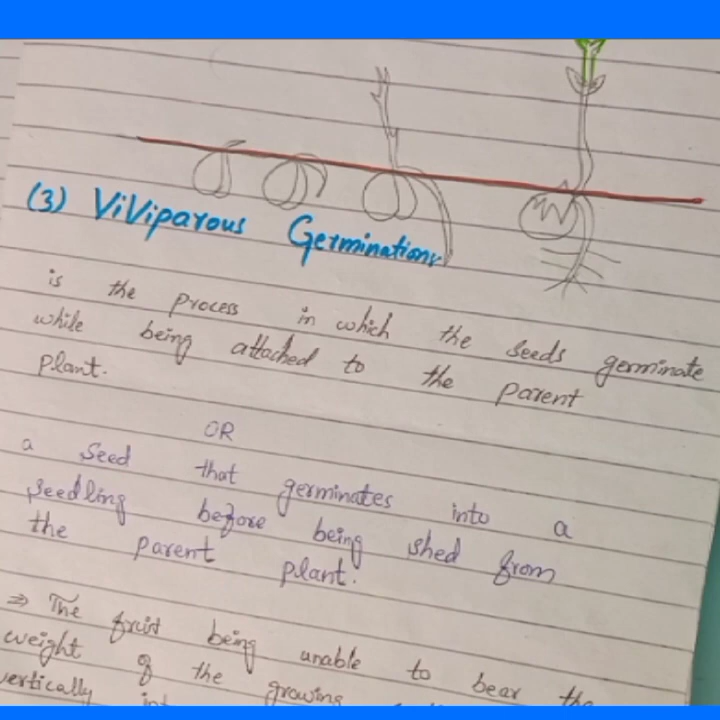 (3) ViViparous Germinations
is the process in which the seeds germinate
while being attached to the parent
plant.
OR
a seed that germinates into a
seedling before being shed from
the parent plant.
⇒ The fruit being unable to bear the
weight of the growing
vertically